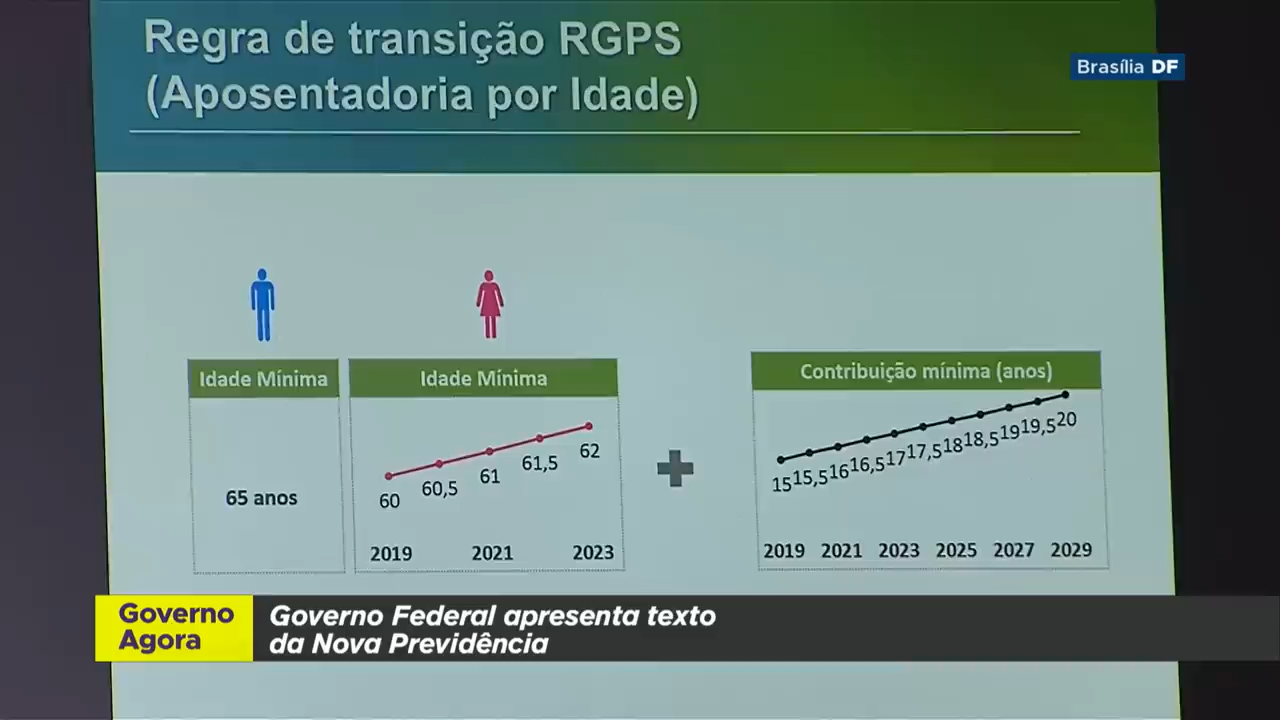 Regra de transição RGPS
(Aposentadoria por Idade)
Brasília DF
Idade Mínima
65 anos
Idade Mínima
60 60,5 61 61,5 62
2019 2021 2023
Contribuição mínima (anos)
15 15,5 16 16,5 17 17,5 18 18,5 19 19,5 20
2019 2021 2023 2025 2027 2029
Governo
Agora
Governo Federal apresenta texto
da Nova Previdência